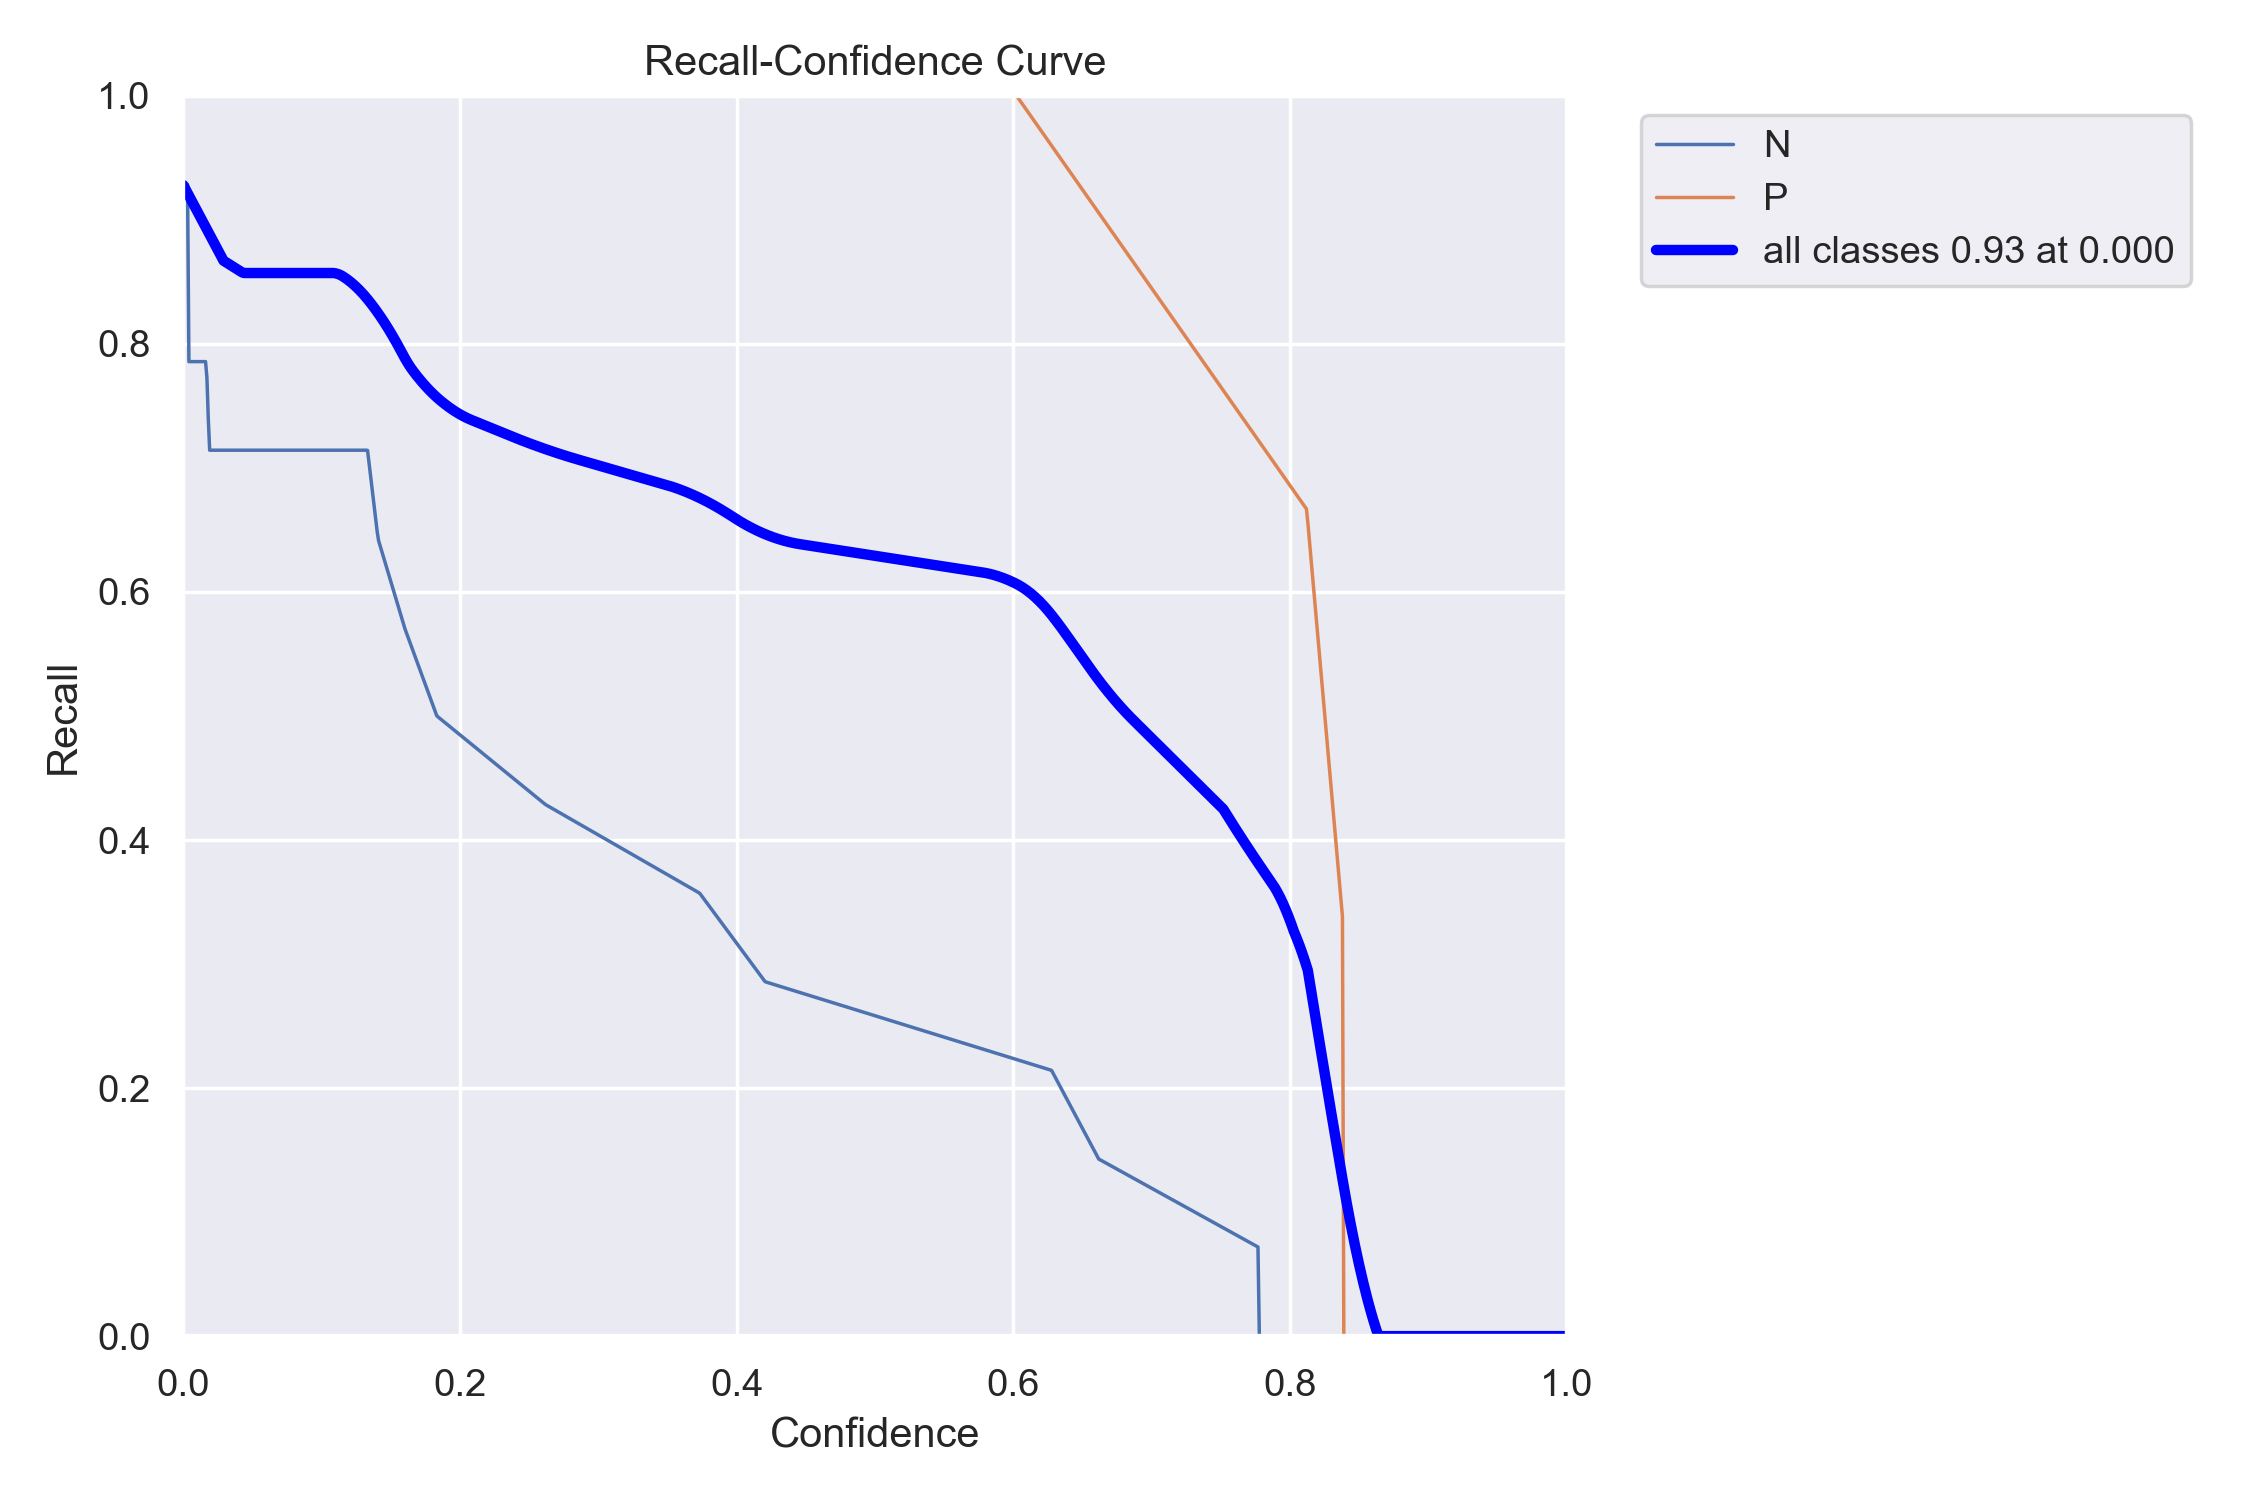 Recall-Confidence Curve
1.0
0.8
0.6
0.4
0.2
0.0
Recall
0.0 0.2 0.4 0.6 0.8 1.0
Confidence
N
P
all classes 0.93 at 0.000